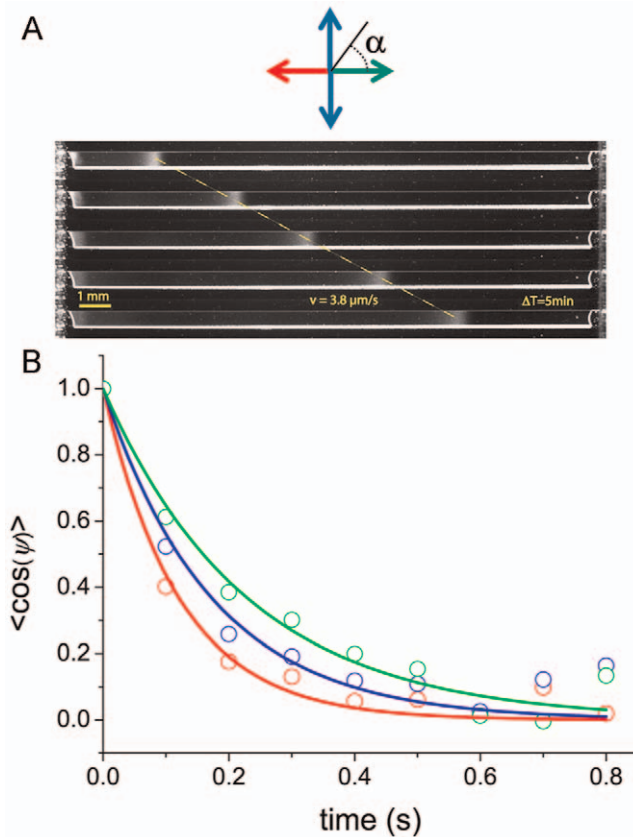 A
α
1 mm
v = 3.8 µm/s
ΔT=5min
B
<cos(ψ)>
1.0
0.8
0.6
0.4
0.2
0.0
0.0 0.2 0.4 0.6 0.8
time (s)